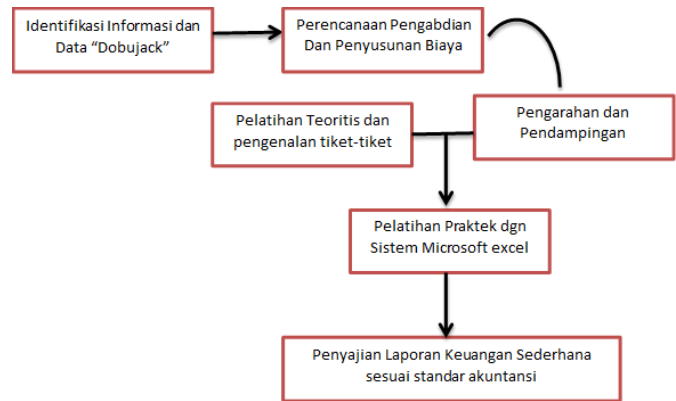 Identifikasi Informasi dan
Data “Dobujack”
Perencanaan Pengabdian
Dan Penyusunan Biaya
Pengarahan dan
Pendampingan
Pelatihan Teoritis dan
pengenalan tiket-tiket
Pelatihan Praktek dgn
Sistem Microsoft excel
Penyajian Laporan Keuangan Sederhana
sesuai standar akuntansi